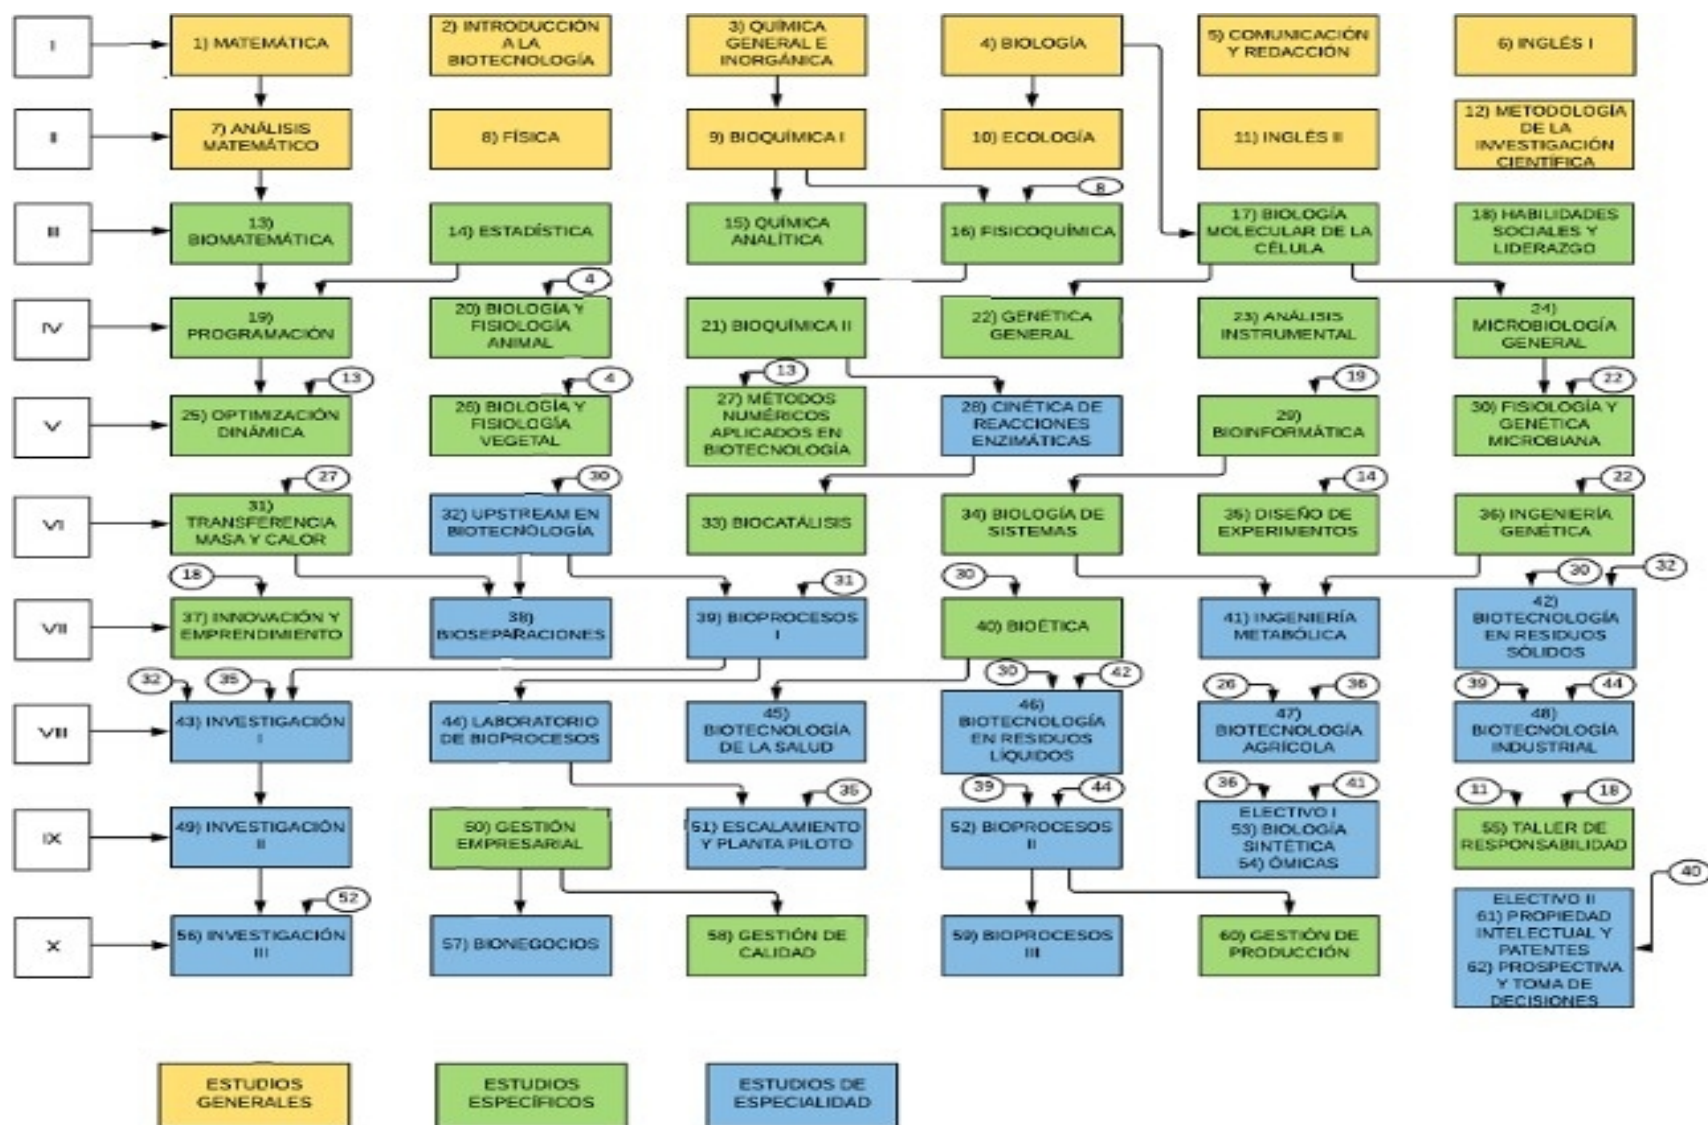 I
1) MATEMÁTICA
2) INTRODUCCIÓN
A LA
BIOTECNOLOGÍA
3) QUÍMICA
GENERAL E
INORGÁNICA
4) BIOLOGÍA
5) COMUNICACIÓN
Y REDACCIÓN
6) INGLÉS I
II
7) ANÁLISIS
MATEMÁTICO
8) FÍSICA
9) BIOQUÍMICA I
10) ECOLOGÍA
11) INGLÉS II
12) METODOLOGÍA
DE LA
INVESTIGACIÓN
CIENTÍFICA
8
III
13)
BIOMATEMÁTICA
14) ESTADÍSTICA
15) QUÍMICA
ANALÍTICA
16) FISICOQUÍMICA
17) BIOLOGÍA
MOLECULAR DE LA
CÉLULA
18) HABILIDADES
SOCIALES Y
LIDERAZGO
4
IV
19)
PROGRAMACIÓN
20) BIOLOGÍA Y
FISIOLOGÍA
ANIMAL
21) BIOQUÍMICA II
22) GENÉTICA
GENERAL
23) ANÁLISIS
INSTRUMENTAL
24)
MICROBIOLOGÍA
GENERAL
13
4
13
19
22
V
25) OPTIMIZACIÓN
DINÁMICA
26) BIOLOGÍA Y
FISIOLOGÍA
VEGETAL
27) MÉTODOS
NUMÉRICOS
APLICADOS EN
BIOTECNOLOGÍA
28) CINÉTICA DE
REACCIONES
ENZIMÁTICAS
29)
BIOINFORMÁTICA
30) FISIOLOGÍA Y
GENÉTICA
MICROBIANA
27
30
14
22
VI
31)
TRANSFERENCIA
MASA Y CALOR
32) UPSTREAM EN
BIOTECNOLOGÍA
33) BIOCATÁLISIS
34) BIOLOGÍA DE
SISTEMAS
35) DISEÑO DE
EXPERIMENTOS
36) INGENIERÍA
GENÉTICA
18
31
30
30
32
VII
37) INNOVACIÓN Y
EMPRENDIMIENTO
38)
BIOSEPARACIONES
39) BIOPROCESOS
I
40) BIOÉTICA
41) INGENIERÍA
METABÓLICA
42)
BIOTECNOLOGÍA
EN RESIDUOS
SÓLIDOS
32
35
30
42
26
36
39
44
VIII
43) INVESTIGACIÓN
I
44) LABORATORIO
DE BIOPROCESOS
45)
BIOTECNOLOGÍA
DE LA SALUD
46)
BIOTECNOLOGÍA
EN RESIDUOS
LÍQUIDOS
47)
BIOTECNOLOGÍA
AGRÍCOLA
48)
BIOTECNOLOGÍA
INDUSTRIAL
35
39
44
36
41
11
18
IX
49) INVESTIGACIÓN
II
50) GESTIÓN
EMPRESARIAL
51) ESCALAMIENTO
Y PLANTA PILOTO
52) BIOPROCESOS
II
ELECTIVO I
53) BIOLOGÍA
SINTÉTICA
54) ÓMICAS
55) TALLER DE
RESPONSABILIDAD
52
40
X
56) INVESTIGACIÓN
III
57) BIONEGOCIOS
58) GESTIÓN DE
CALIDAD
59) BIOPROCESOS
III
60) GESTIÓN DE
PRODUCCIÓN
ELECTIVO II
61) PROPIEDAD
INTELECTUAL Y
PATENTES
62) PROSPECTIVA
Y TOMA DE
DECISIONES
ESTUDIOS
GENERALES
ESTUDIOS
ESPECÍFICOS
ESTUDIOS DE
ESPECIALIDAD